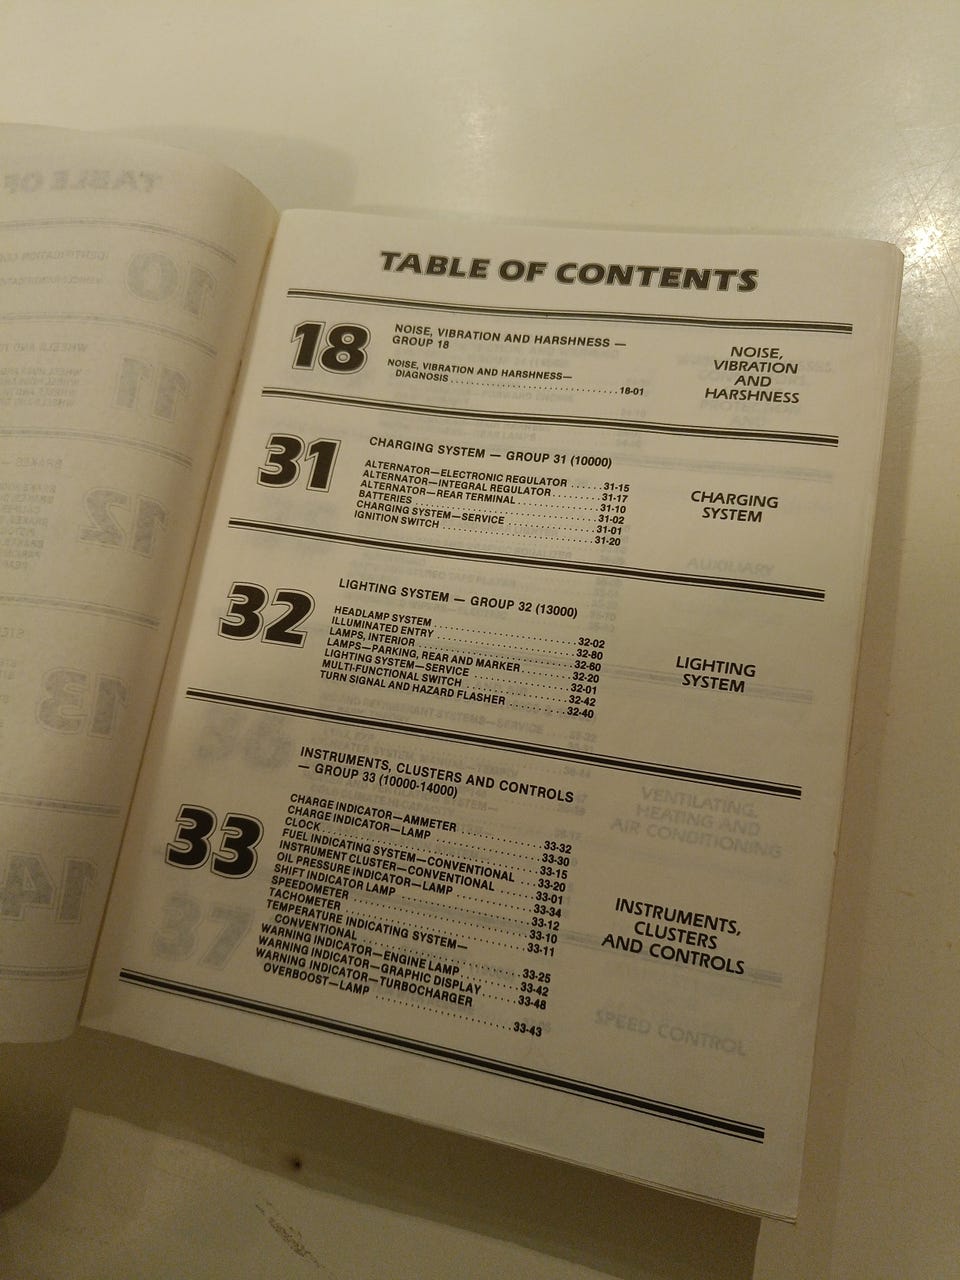 TABLE OF CONTENTS
18
NOISE, VIBRATION AND HARSHNESS —
GROUP 18
NOISE, VIBRATION AND HARSHNESS—
DIAGNOSIS ........................................ 18-01
NOISE,
VIBRATION
AND
HARSHNESS
31
CHARGING SYSTEM — GROUP 31 (10000)
ALTERNATOR—ELECTRONIC REGULATOR ...... 31-15
ALTERNATOR—INTEGRAL REGULATOR .......... 31-17
ALTERNATOR—REAR TERMINAL ................ 31-10
BATTERIES .................................... 31-02
CHARGING SYSTEM—SERVICE .................. 31-01
IGNITION SWITCH .............................. 31-20
CHARGING
SYSTEM
32
LIGHTING SYSTEM — GROUP 32 (13000)
HEADLAMP SYSTEM ............................ 32-02
ILLUMINATED ENTRY .......................... 32-80
LAMPS, INTERIOR .............................. 32-60
LAMPS—PARKING, REAR AND MARKER .......... 32-20
LIGHTING SYSTEM—SERVICE .................. 32-01
MULTI-FUNCTIONAL SWITCH .................. 32-42
TURN SIGNAL AND HAZARD FLASHER .......... 32-40
LIGHTING
SYSTEM
33
INSTRUMENTS, CLUSTERS AND CONTROLS
— GROUP 33 (10000-14000)
CHARGE INDICATOR—AMMETER ................ 33-32
CHARGE INDICATOR—LAMP .................... 33-30
CLOCK ........................................ 33-15
FUEL INDICATING SYSTEM—CONVENTIONAL .... 33-20
INSTRUMENT CLUSTER—CONVENTIONAL ........ 33-01
OIL PRESSURE INDICATOR—LAMP .............. 33-34
SHIFT INDICATOR LAMP ........................ 33-12
SPEEDOMETER ................................ 33-10
TACHOMETER .................................. 33-11
TEMPERATURE INDICATING SYSTEM—
CONVENTIONAL ................................ 33-25
WARNING INDICATOR—ENGINE LAMP ............ 33-42
WARNING INDICATOR—GRAPHIC DISPLAY ...... 33-48
WARNING INDICATOR—TURBOCHARGER
OVERBOOST—LAMP ............................ 33-43
INSTRUMENTS,
CLUSTERS
AND CONTROLS